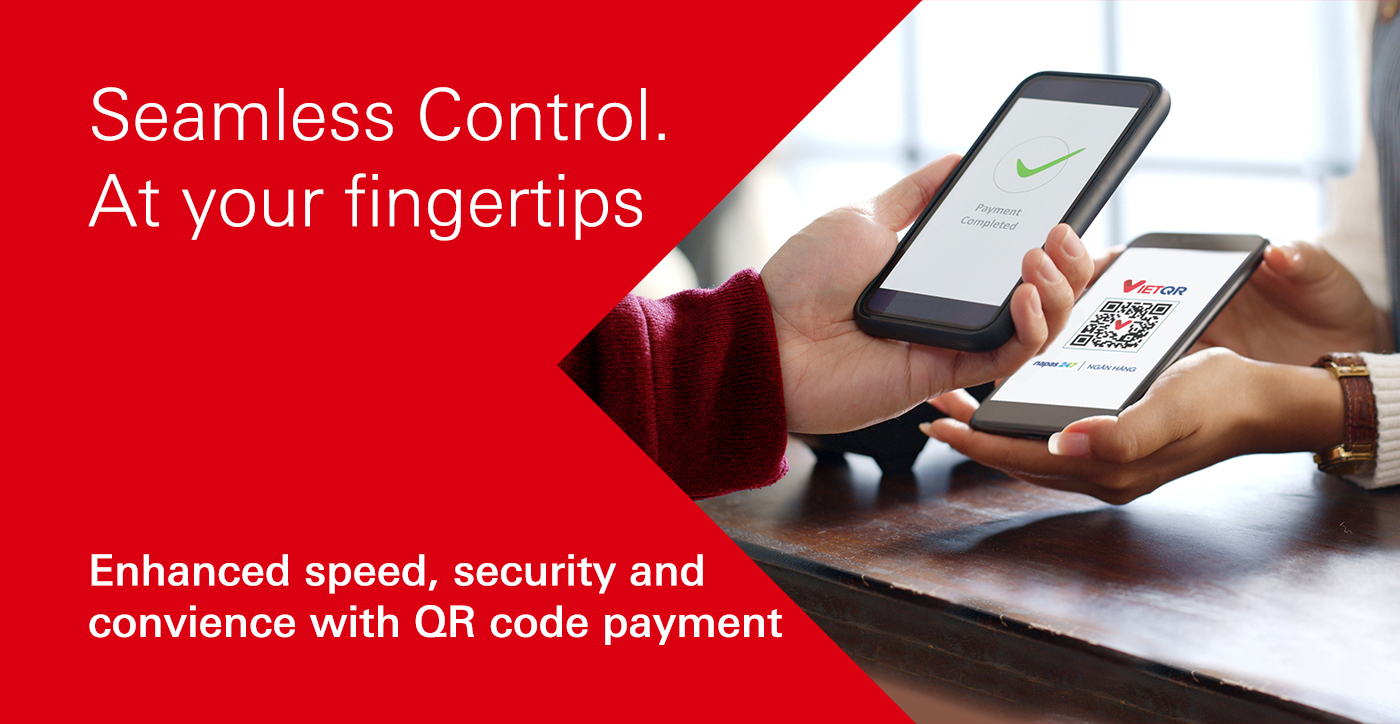 Seamless Control.
At your fingertips
Payment
Completed
VIETQR
napas 247 | NGÂN HÀNG
Enhanced speed, security and
convience with QR code payment